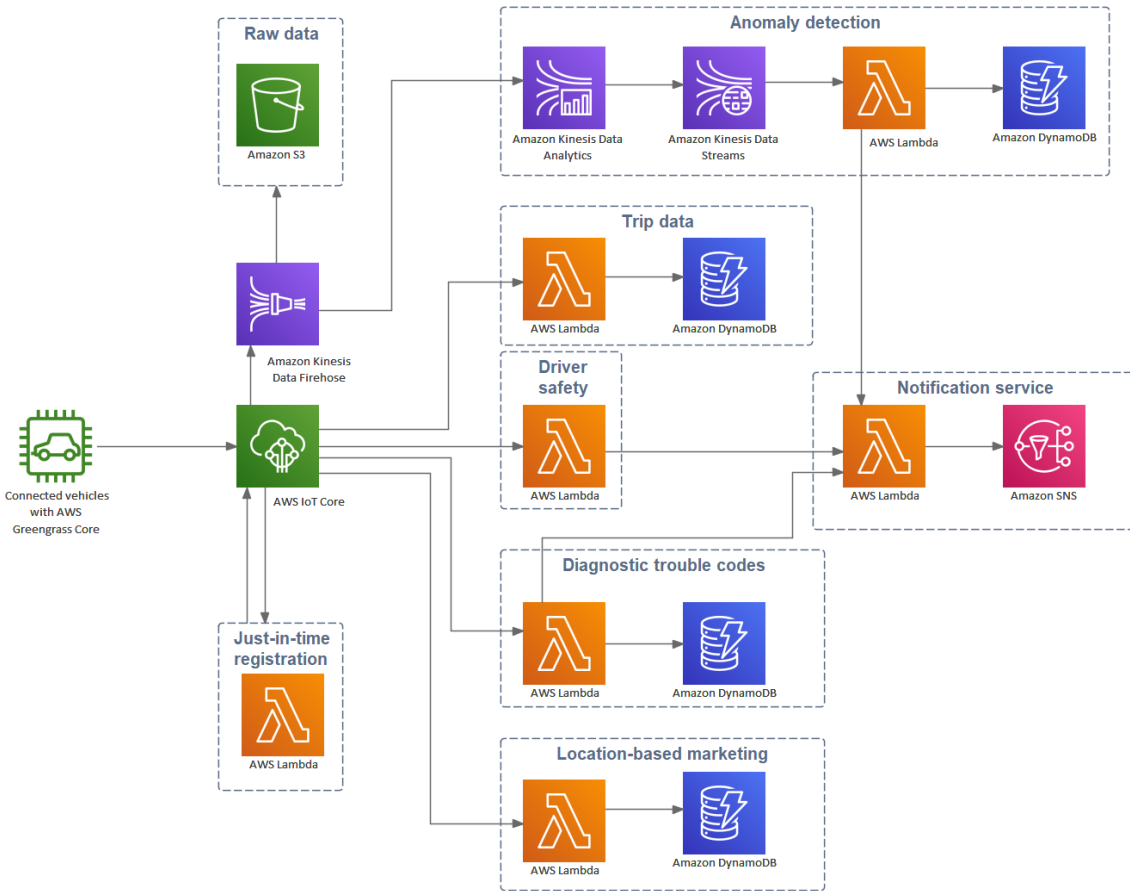 Raw data
Amazon S3
Anomaly detection
Amazon Kinesis Data
Analytics
Amazon Kinesis Data
Streams
AWS Lambda
Amazon DynamoDB
Trip data
AWS Lambda
Amazon DynamoDB
Amazon Kinesis
Data Firehose
Driver
safety
AWS Lambda
Notification service
AWS Lambda
Amazon SNS
Connected vehicles
with AWS
Greengrass Core
AWS IoT Core
Diagnostic trouble codes
AWS Lambda
Amazon DynamoDB
Just-in-time
registration
AWS Lambda
Location-based marketing
AWS Lambda
Amazon DynamoDB